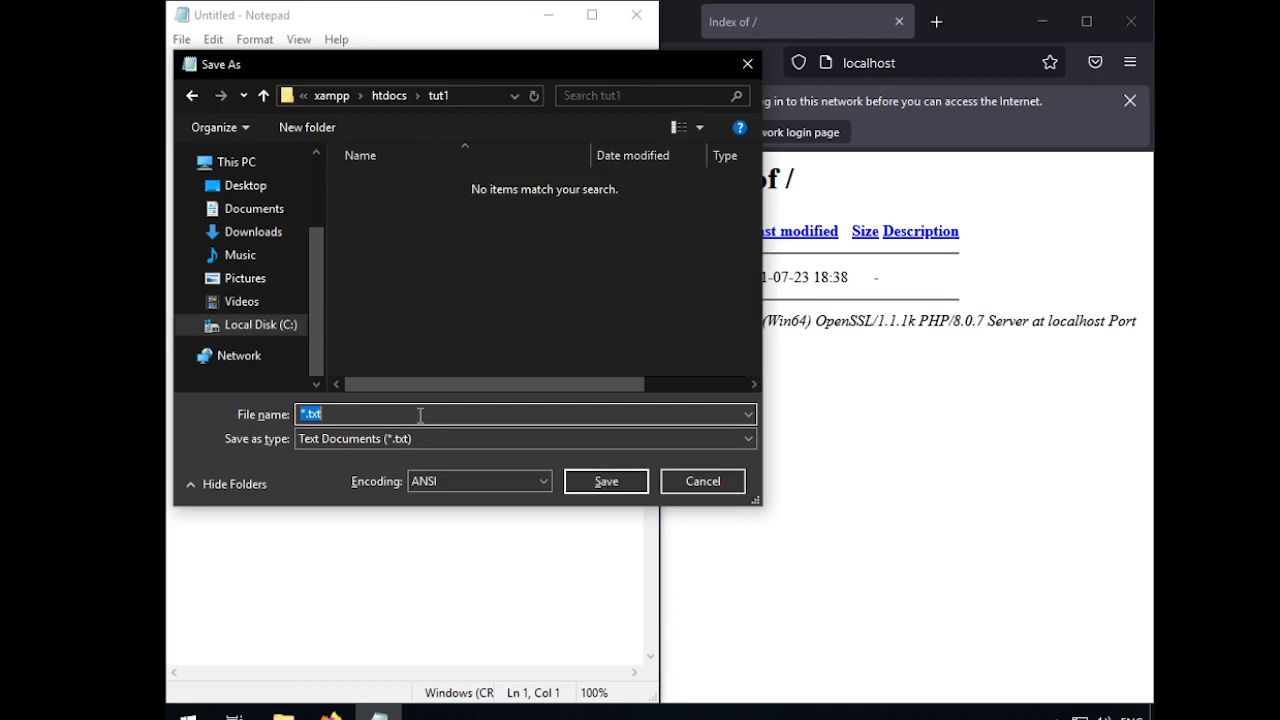 Untitled - Notepad
File Edit Format View Help
Save As
« xampp > htdocs > tut1
Search tut1
Organize
New folder
?
Name
Date modified
Type
No items match your search.
This PC
Desktop
Documents
Downloads
Music
Pictures
Videos
Local Disk (C:)
Network
File name: *.txt
Save as type: Text Documents (*.txt)
Hide Folders
Encoding: ANSI
Save
Cancel
Windows (CR
Ln 1, Col 1
100%
Index of /
localhost
in to this network before you can access the Internet.
login page
of /
modified Size Description
-07-23 18:38 -
(Win64) OpenSSL/1.1.1k PHP/8.0.7 Server at localhost Port